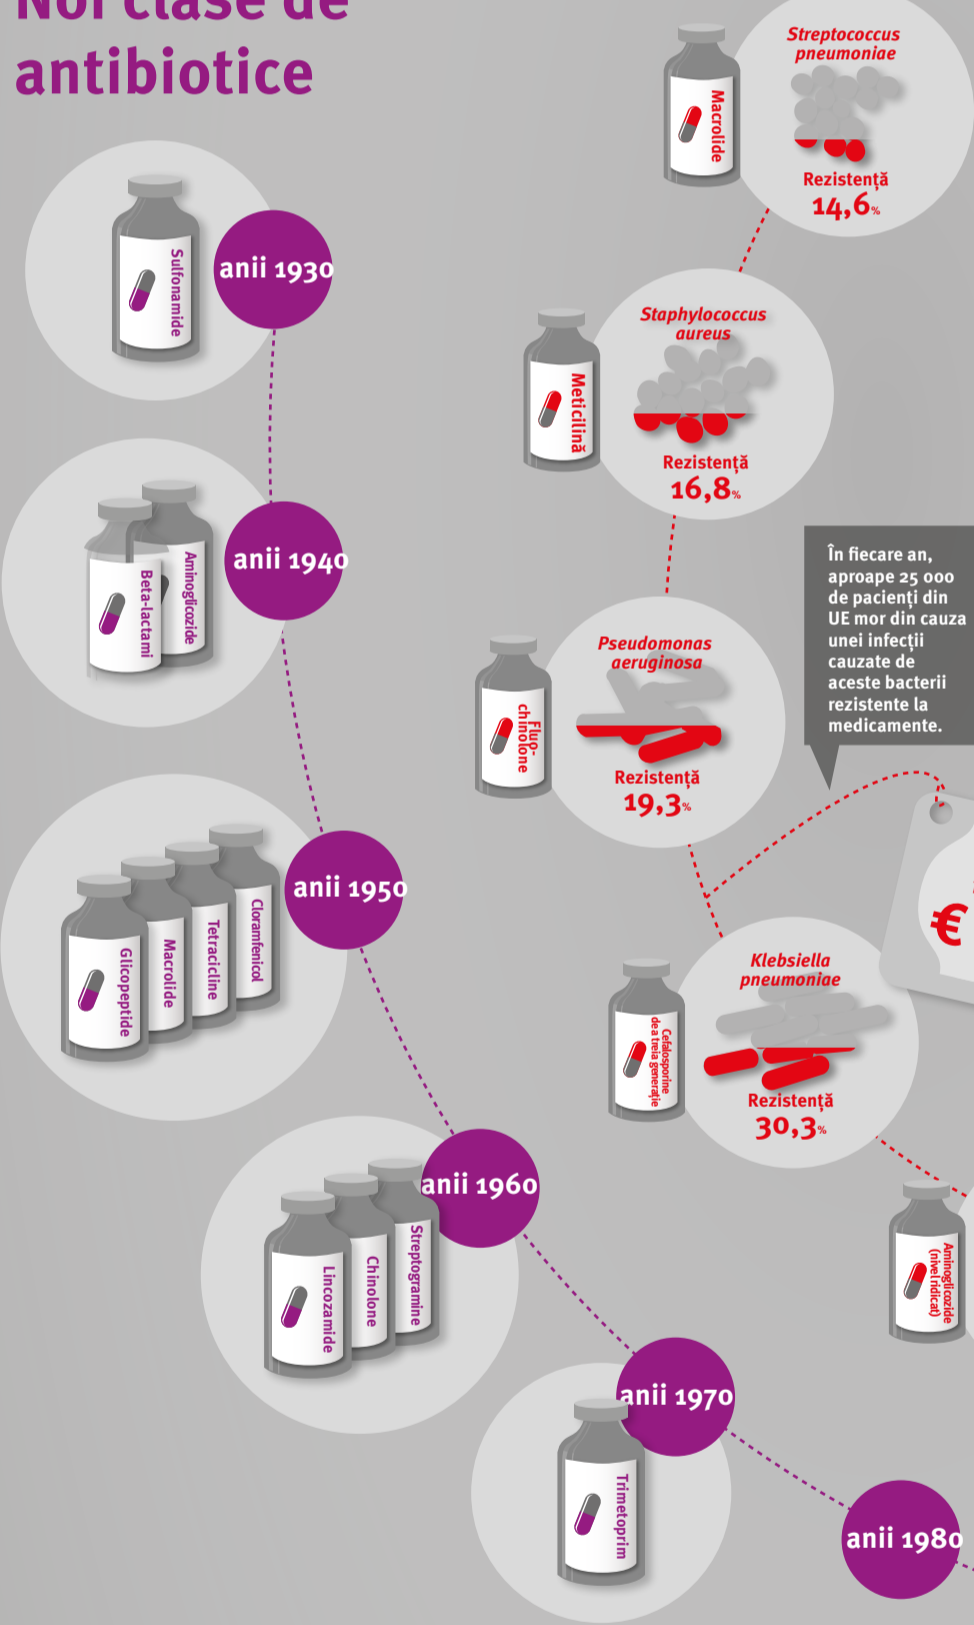 Noi clase de
antibiotice
Sulfonamide
anii 1930
Beta-lactami
Aminoglicozide
anii 1940
Glicopeptide
Macrolide
Tetracicline
Cloramfenicol
anii 1950
Lincozamide
Chinolone
Streptogramine
anii 1960
Trimetoprim
anii 1970
anii 1980
Macrolide
Streptococcus
pneumoniae
Rezistență
14,6%
Meticilină
Staphylococcus
aureus
Rezistență
16,8%
Fluo-
chinolone
Pseudomonas
aeruginosa
Rezistență
19,3%
În fiecare an,
aproape 25 000
de pacienți din
UE mor din cauza
unei infecții
cauzate de
aceste bacterii
rezistente la
medicamente.
€
Cefalosporine
de a treia generație
Klebsiella
pneumoniae
Rezistență
30,3%
Aminoglicozide
(nivel ridicat)